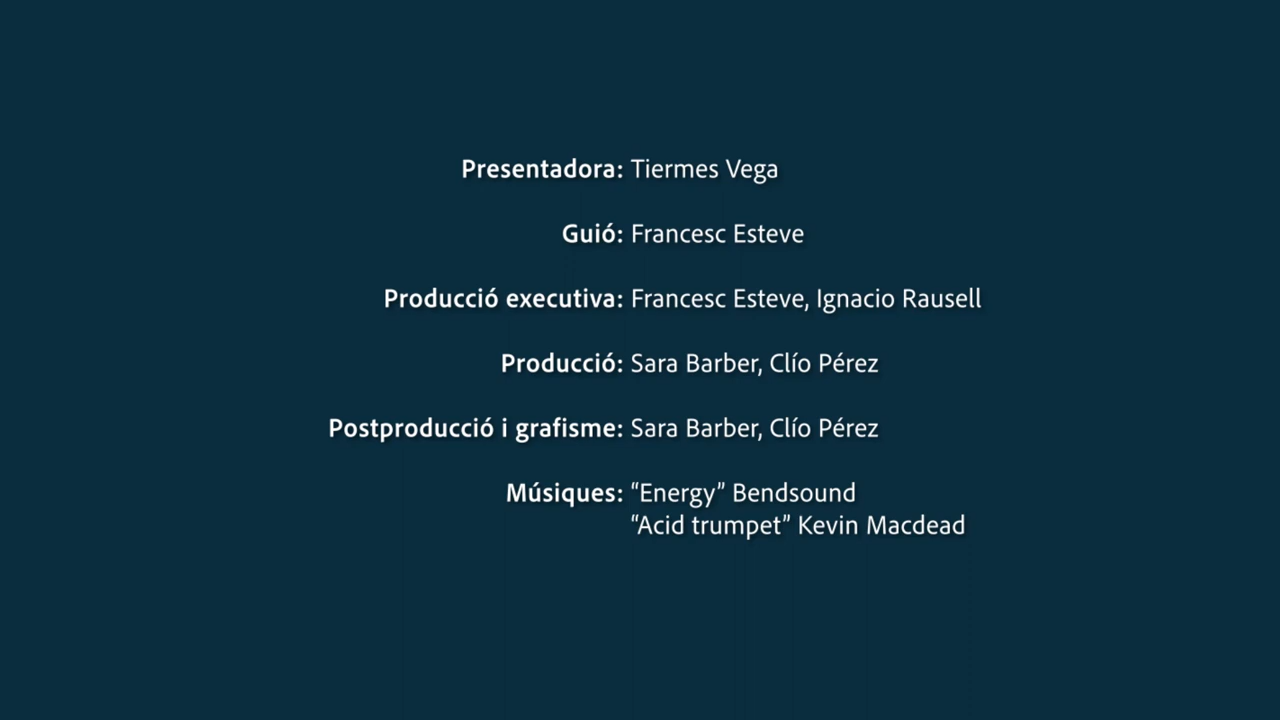 Presentadora: Tiermes Vega
Guió: Francesc Esteve
Producció executiva: Francesc Esteve, Ignacio Rausell
Producció: Sara Barber, Clío Pérez
Postproducció i grafisme: Sara Barber, Clío Pérez
Músiques: “Energy” Bendsound
“Acid trumpet” Kevin Macdead